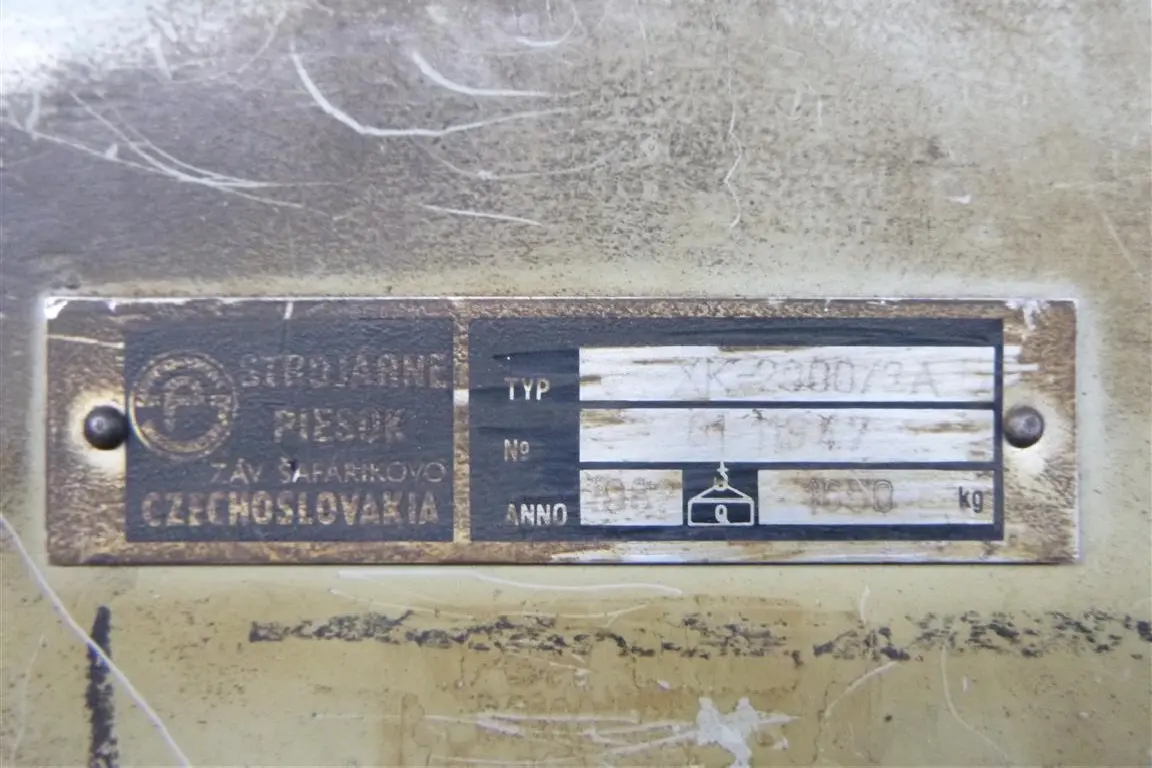 STROJÁRNE
PIESOK
ZÁV. ŠAFÁRIKOVO
CZECHOSLOVAKIA
TYP XK-2000/3A
Nº
ANNO kg
Q